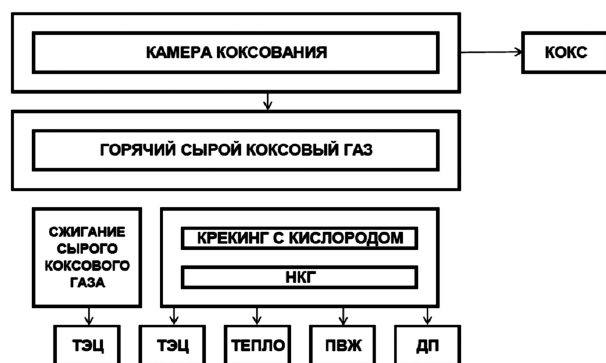 КАМЕРА КОКСОВАНИЯ
КОКС
ГОРЯЧИЙ СЫРОЙ КОКСОВЫЙ ГАЗ
СЖИГАНИЕ
СЫРОГО
КОКСОВОГО
ГАЗА
КРЕКИНГ С КИСЛОРОДОМ
НКГ
ТЭЦ
ТЭЦ
ТЕПЛО
ПВЖ
ДП